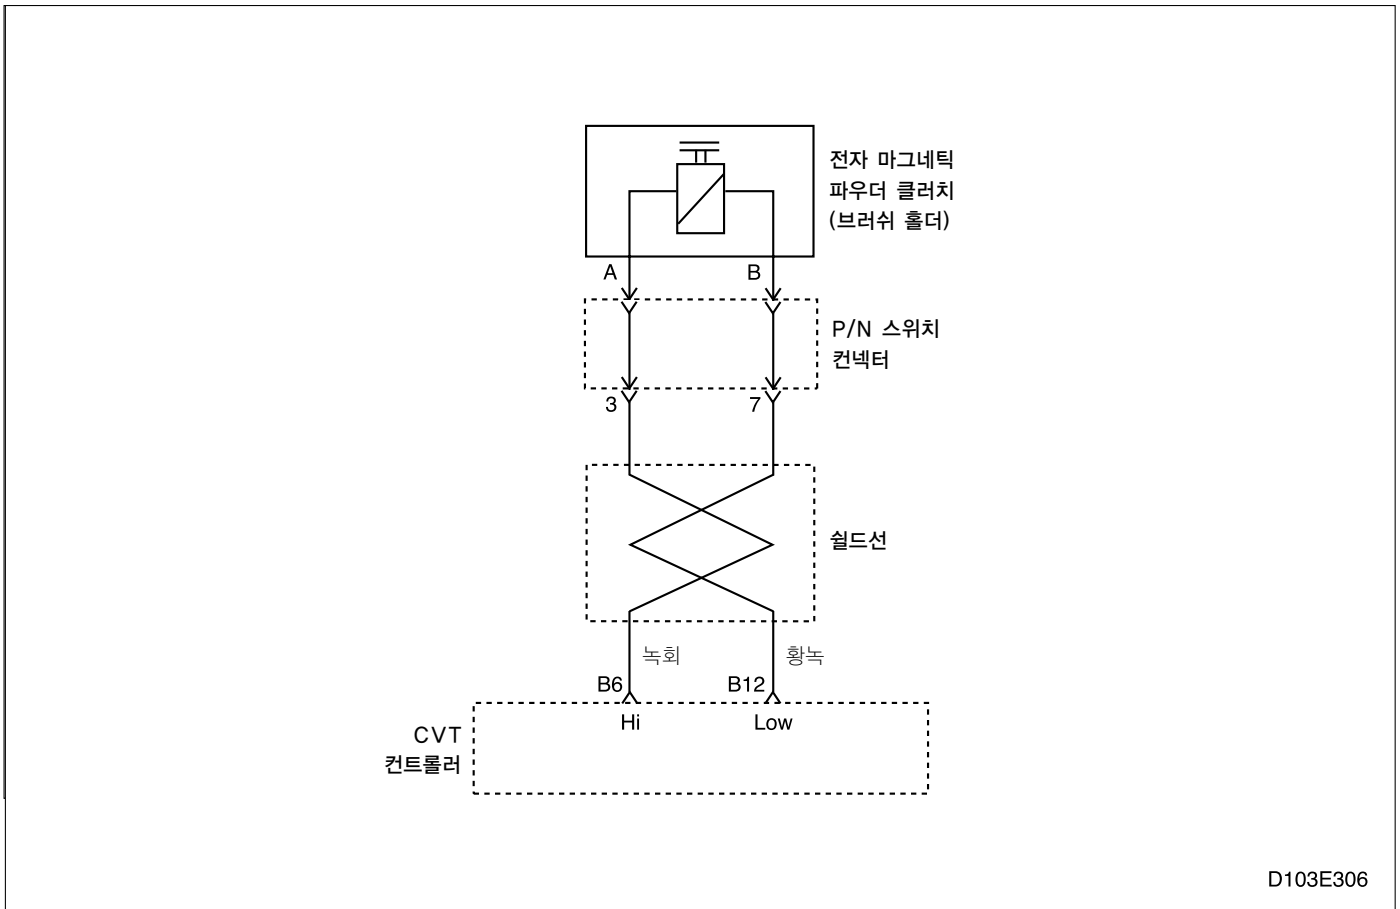 전자 마그네틱
파우더 클러치
(브러쉬 홀더)
A B
P/N 스위치
컨넥터
3 7
쉴드선
녹회 황녹
B6 B12
Hi Low
CVT
컨트롤러
D103E306